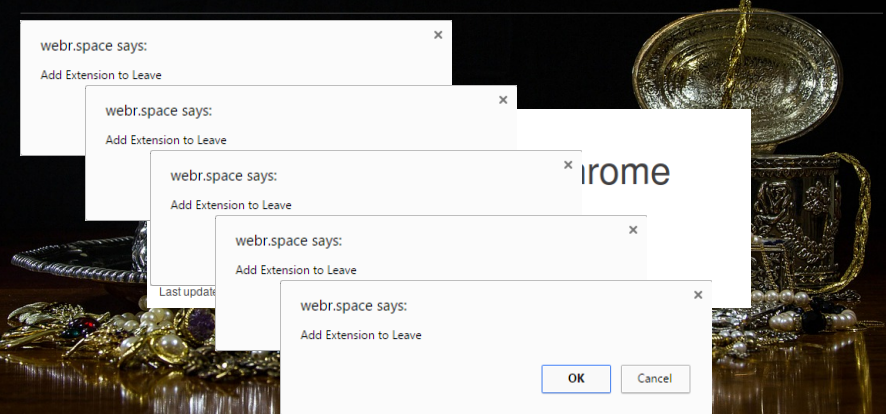 webr.space says:
Add Extension to Leave
webr.space says:
Add Extension to Leave
webr.space says:
Add Extension to Leave
webr.space says:
Add Extension to Leave
Last update
webr.space says:
Add Extension to Leave
OK
Cancel